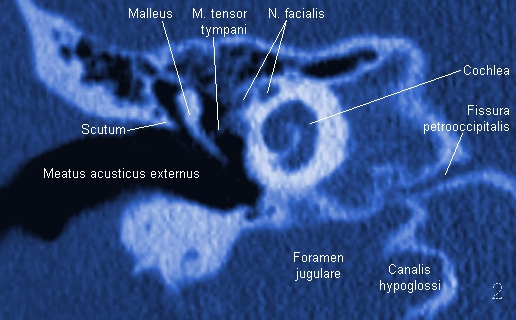 Malleus
M. tensor
tympani
N. facialis
Cochlea
Fissura
petrooccipitalis
Scutum
Meatus acusticus externus
Foramen
jugulare
Canalis
hypoglossi
2